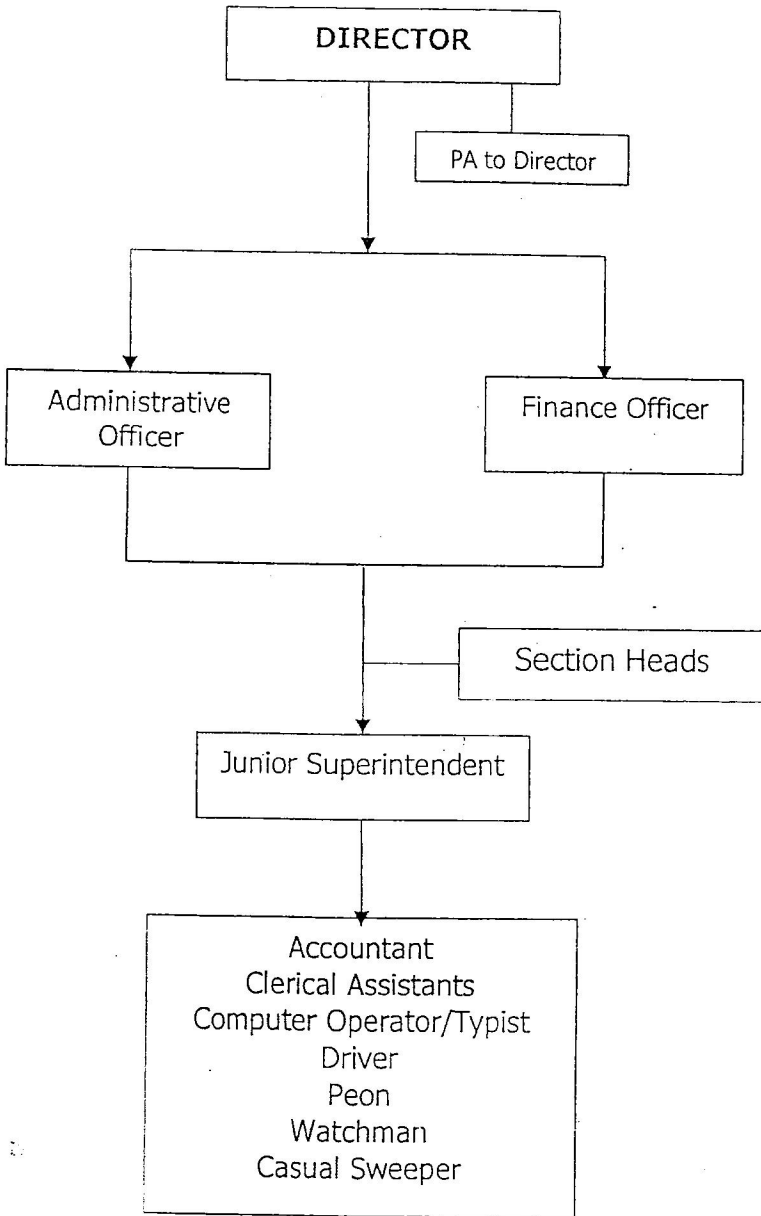 DIRECTOR
PA to Director
Administrative
Officer
Finance Officer
Section Heads
Junior Superintendent
Accountant
Clerical Assistants
Computer Operator/Typist
Driver
Peon
Watchman
Casual Sweeper